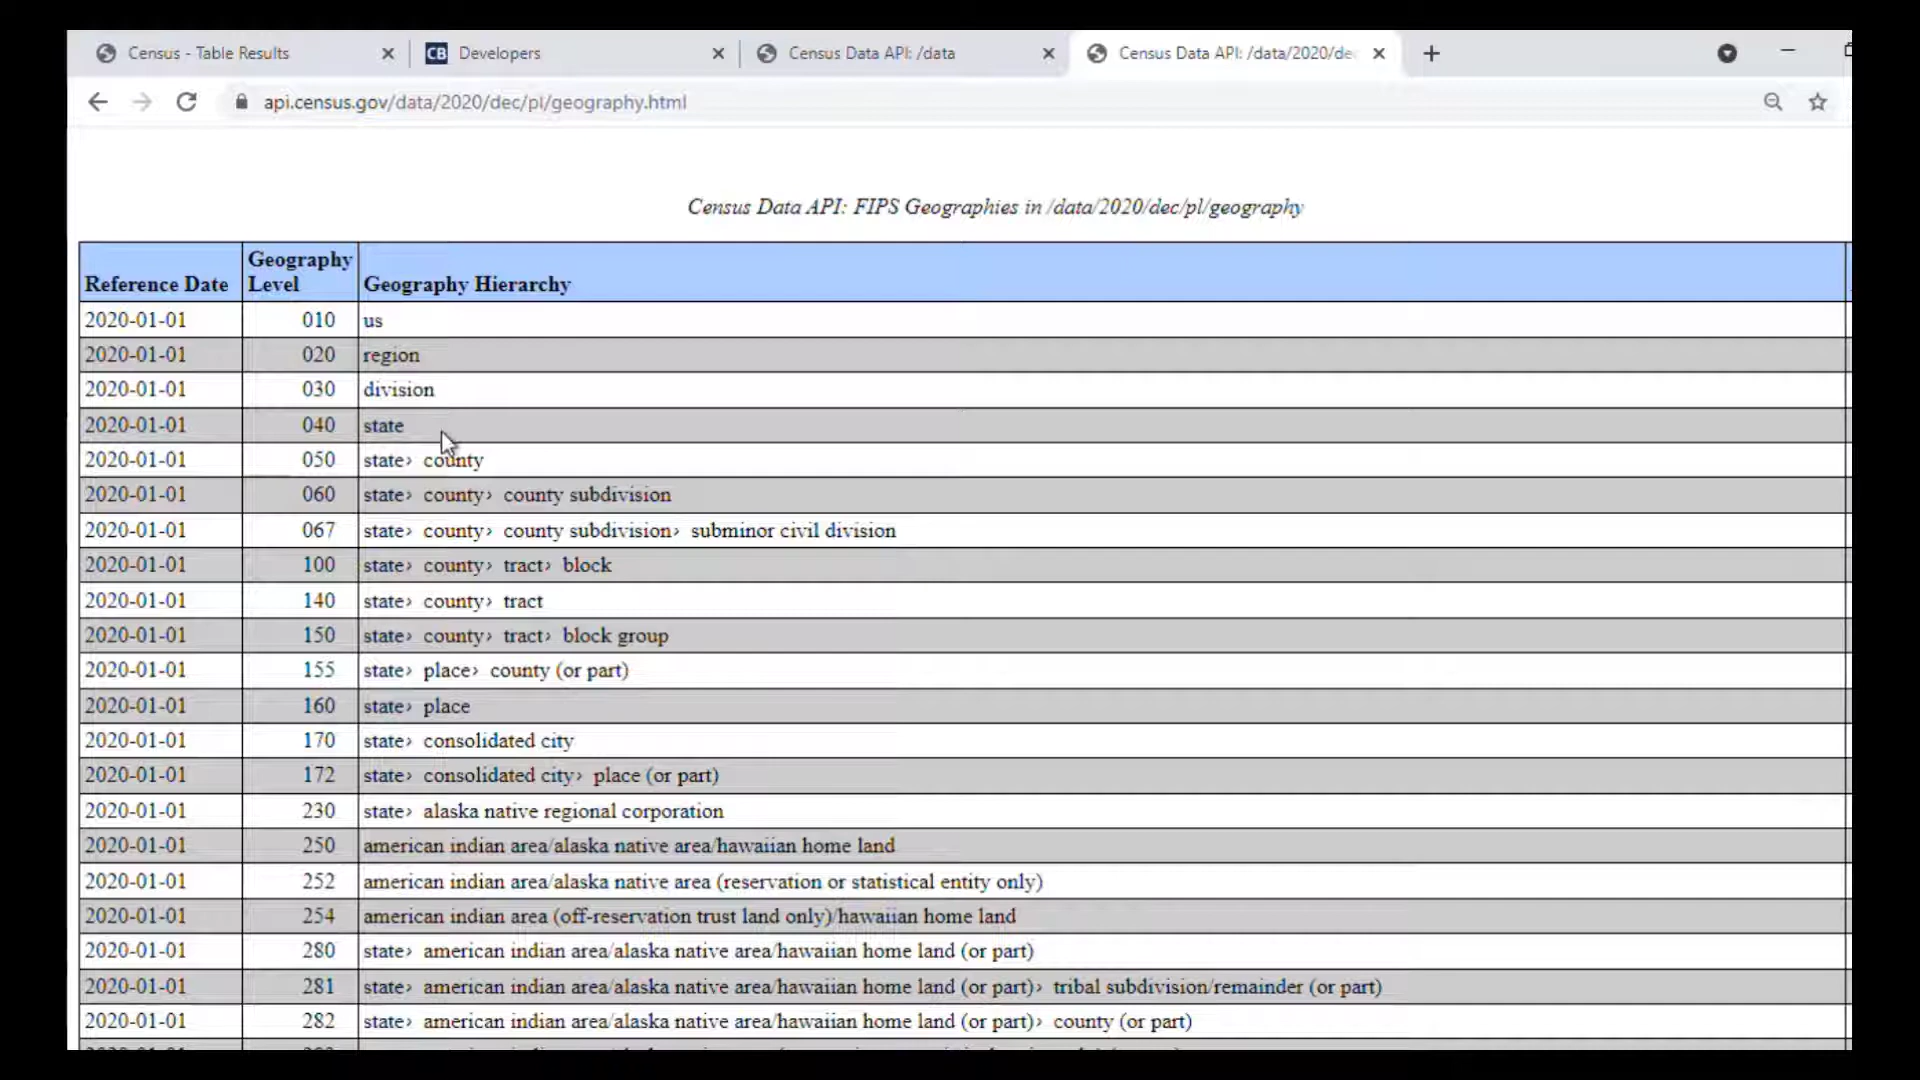 Census - Table Results
CB Developers
Census Data API: /data
Census Data API: /data/2020/de
api.census.gov/data/2020/dec/pl/geography.html
Census Data API: FIPS Geographies in /data/2020/dec/pl/geography
Reference Date Geography Level Geography Hierarchy
2020-01-01 010 us
2020-01-01 020 region
2020-01-01 030 division
2020-01-01 040 state
2020-01-01 050 state› county
2020-01-01 060 state› county› county subdivision
2020-01-01 067 state› county› county subdivision› subminor civil division
2020-01-01 100 state› county› tract› block
2020-01-01 140 state› county› tract
2020-01-01 150 state› county› tract› block group
2020-01-01 155 state› place› county (or part)
2020-01-01 160 state› place
2020-01-01 170 state› consolidated city
2020-01-01 172 state› consolidated city› place (or part)
2020-01-01 230 state› alaska native regional corporation
2020-01-01 250 american indian area/alaska native area/hawaiian home land
2020-01-01 252 american indian area/alaska native area (reservation or statistical entity only)
2020-01-01 254 american indian area (off-reservation trust land only)/hawaiian home land
2020-01-01 280 state› american indian area/alaska native area/hawaiian home land (or part)
2020-01-01 281 state› american indian area/alaska native area/hawaiian home land (or part)› tribal subdivision/remainder (or part)
2020-01-01 282 state› american indian area/alaska native area/hawaiian home land (or part)› county (or part)